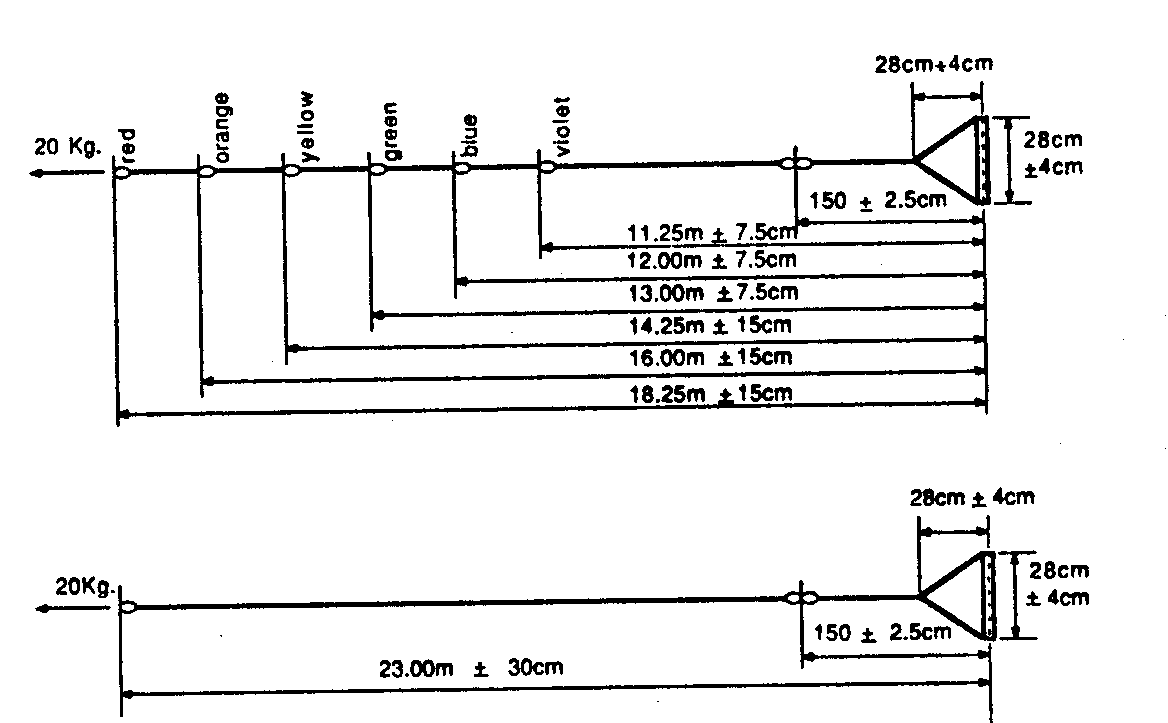 28cm+4cm
20 Kg.
red
orange
yellow
green
blue
violet
28cm
±4cm
150 ± 2.5cm
11.25m ± 7.5cm
12.00m ± 7.5cm
13.00m ±7.5cm
14.25m ± 15cm
16.00m ±15cm
18.25m ±15cm
28cm ± 4cm
20Kg.
28cm
± 4cm
150 ± 2.5cm
23.00m ± 30cm